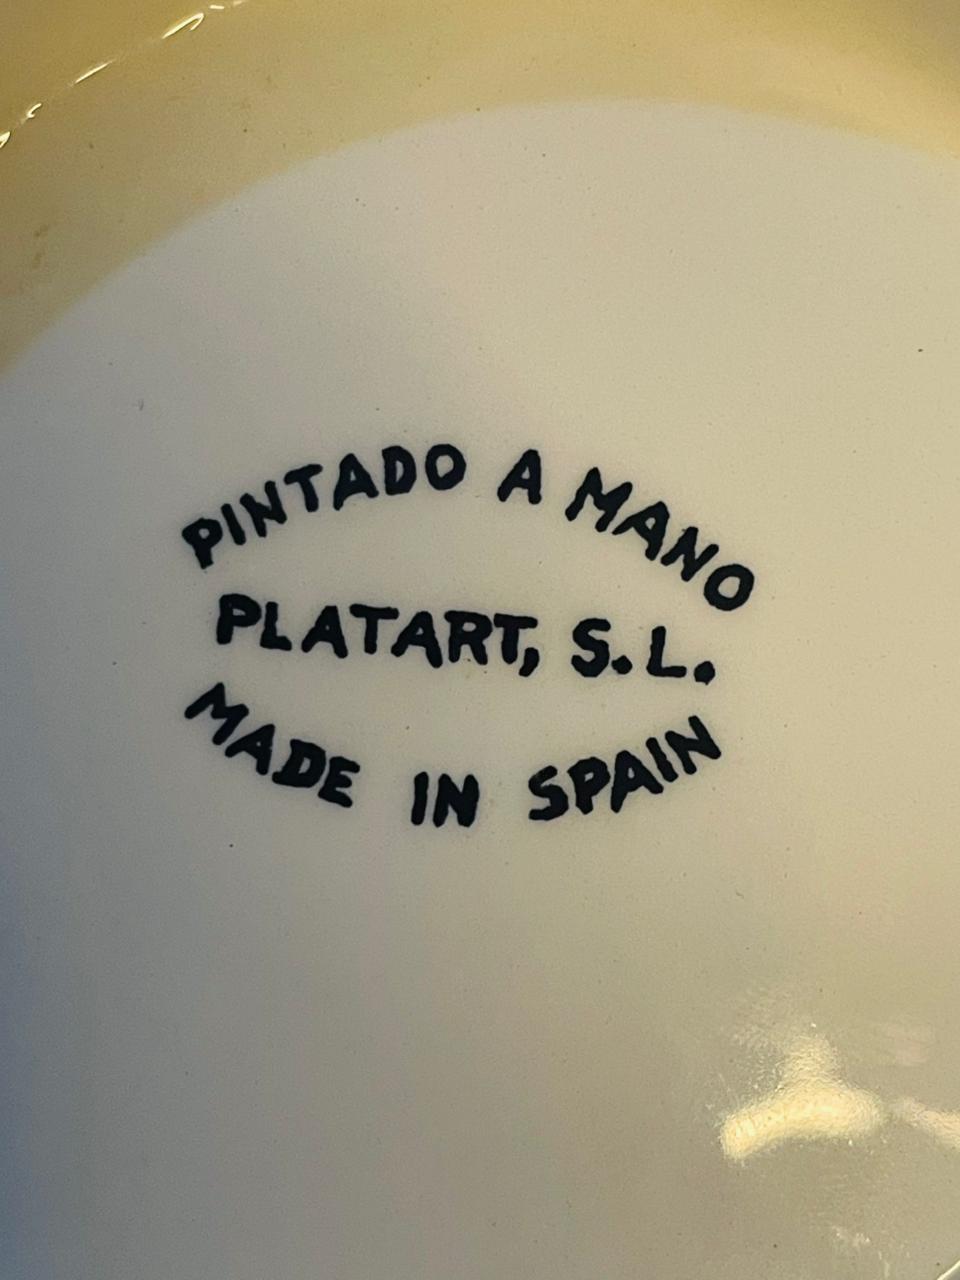 PINTADO A MANO
PLATART, S.L.
MADE IN SPAIN